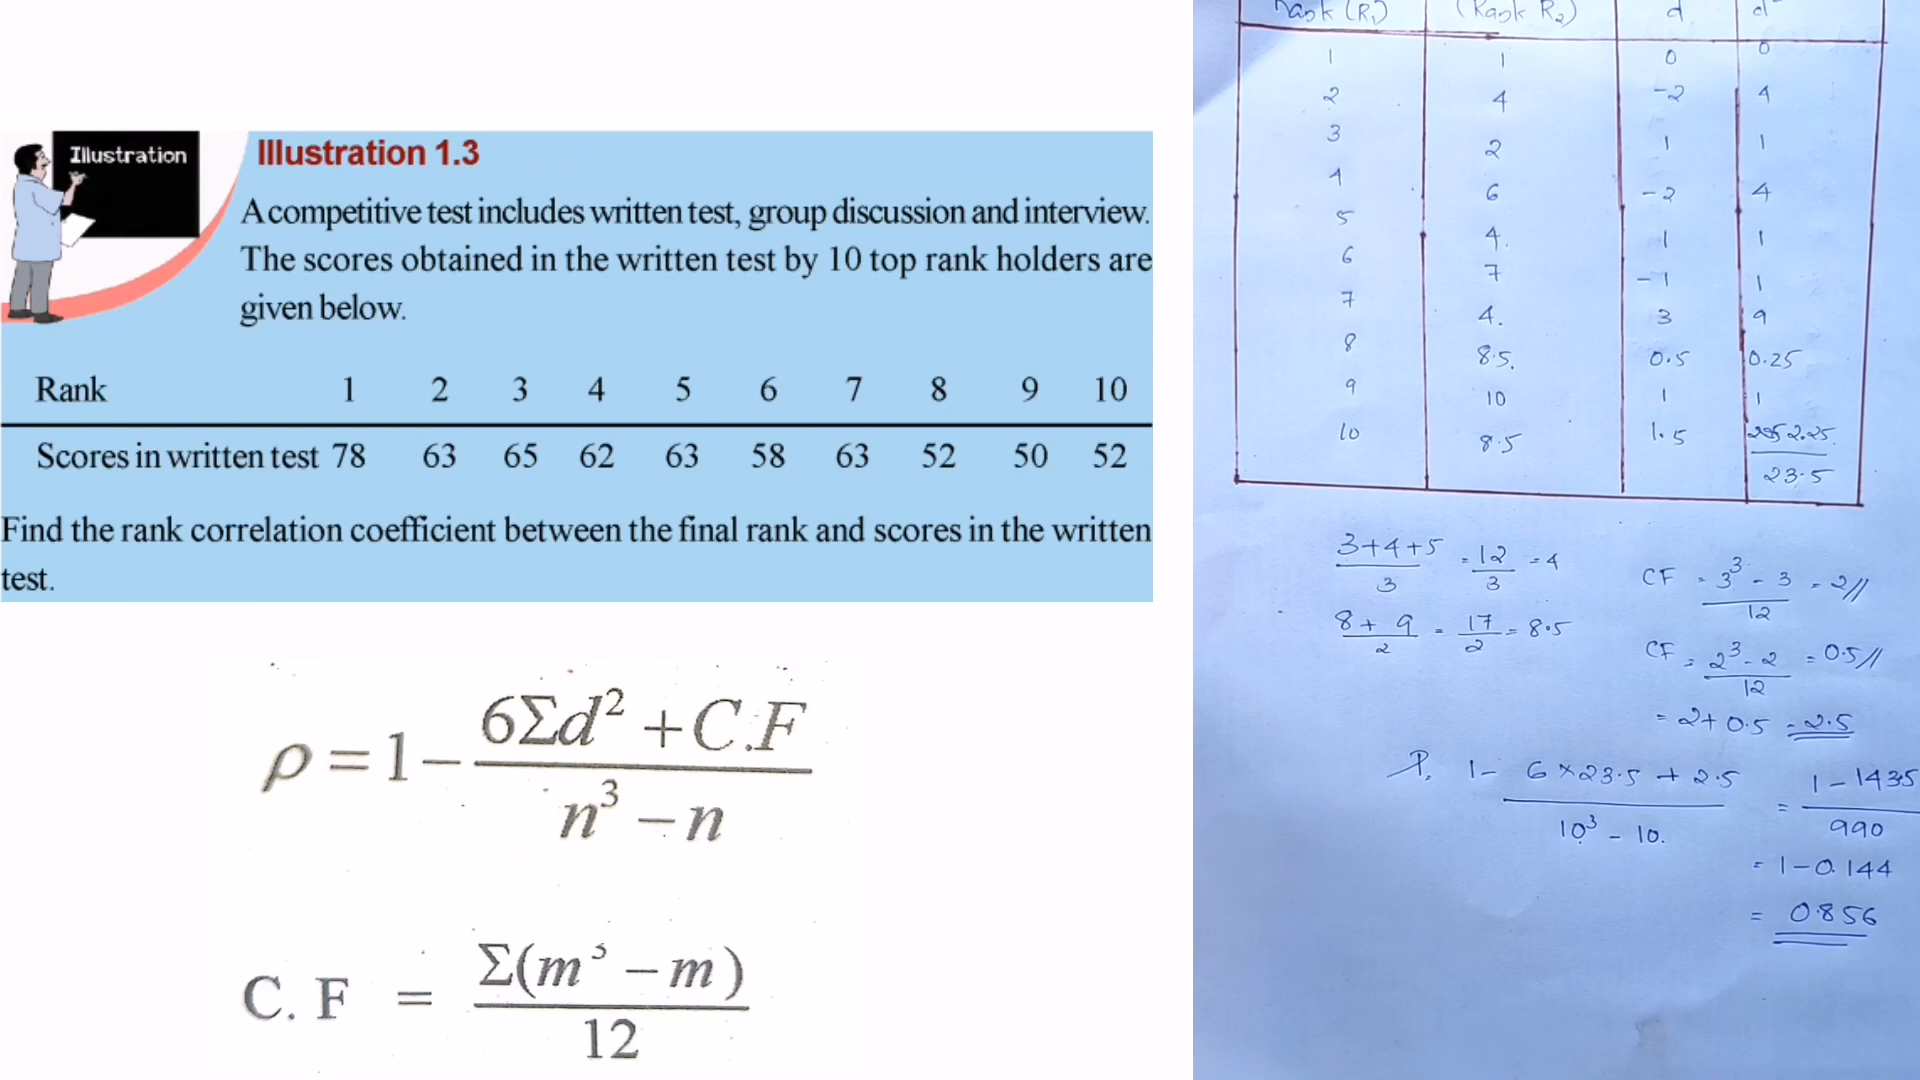 Illustration
Illustration 1.3
A competitive test includes written test, group discussion and interview.
The scores obtained in the written test by 10 top rank holders are
given below.
Rank 1 2 3 4 5 6 7 8 9 10
Scores in written test 78 63 65 62 63 58 63 52 50 52
Find the rank correlation coefficient between the final rank and scores in the written
test.
ρ = 1 − (6Σd² + C.F) / (n³ − n)
C. F = Σ(m³ − m) / 12
Rank (R₁) (Rank R₂) d d²
1 1 0 0
2 4 -2 4
3 2 1 1
4 6 -2 4
5 4. 1 1
6 7 -1 1
7 4. 3 9
8 8.5. 0.5 0.25
9 10 1 1
10 8.5 1.5 2.25.
23.5
3+4+5 / 3 = 12 / 3 = 4
CF = 3³ - 3 / 12 = 2//
8 + 9 / 2 = 17 / 2 = 8.5
CF = 2³ - 2 / 12 = 0.5//
= 2 + 0.5 = 2.5
1 - 6 × 23.5 + 2.5 / 10³ - 10. = 1 - 143.5 / 990
= 1 - 0.144
= 0.856